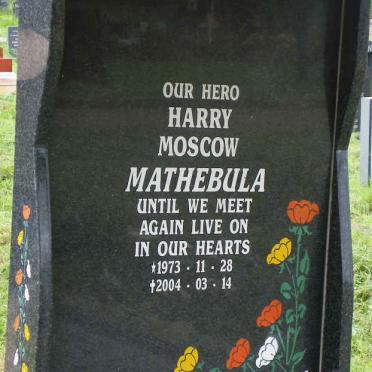 OUR HERO
HARRY
MOSCOW
MATHEBULA
UNTIL WE MEET
AGAIN LIVE ON
IN OUR HEARTS
*1973 · 11 · 28
†2004 · 03 · 14